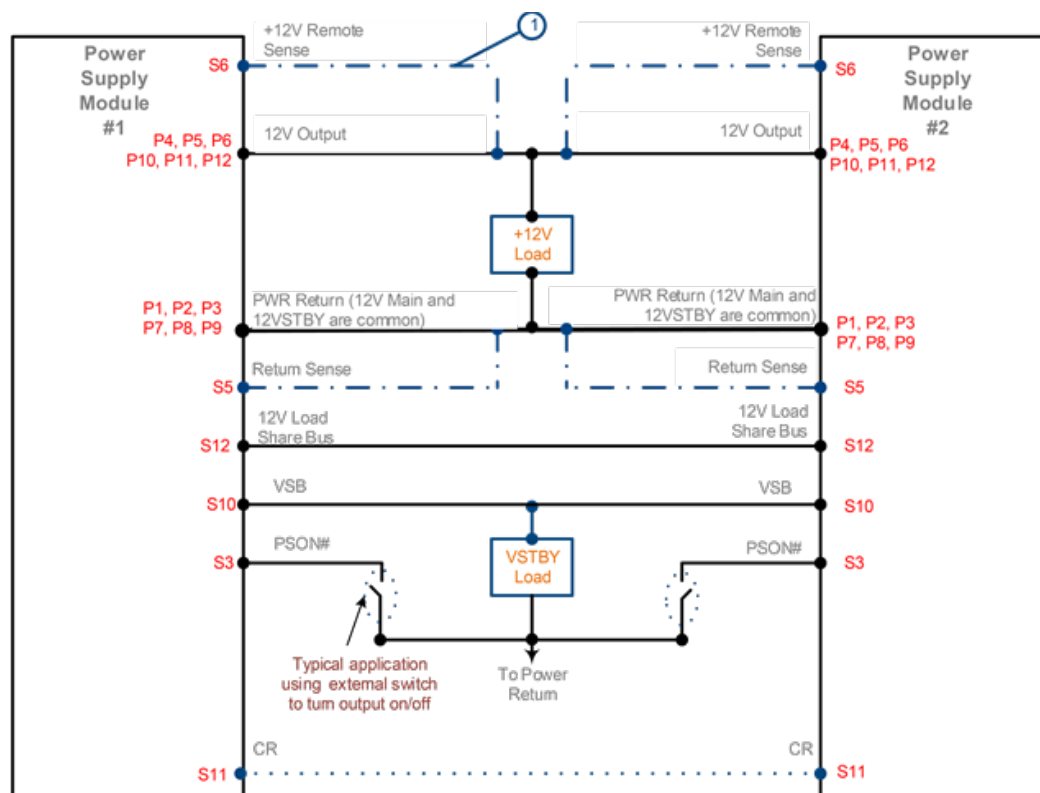 1
+12V Remote
Sense
+12V Remote
Sense
Power
Supply
Module
#1
Power
Supply
Module
#2
S6
S6
12V Output
12V Output
P4, P5, P6
P10, P11, P12
P4, P5, P6
P10, P11, P12
+12V
Load
PWR Return (12V Main and
12VSTBY are common)
PWR Return (12V Main and
12VSTBY are common)
P1, P2, P3
P7, P8, P9
P1, P2, P3
P7, P8, P9
Return Sense
Return Sense
S5
S5
12V Load
Share Bus
12V Load
Share Bus
S12
S12
VSB
VSB
S10
S10
PSON#
PSON#
S3
S3
VSTBY
Load
Typical application
using external switch
to turn output on/off
To Power
Return
CR
CR
S11
S11